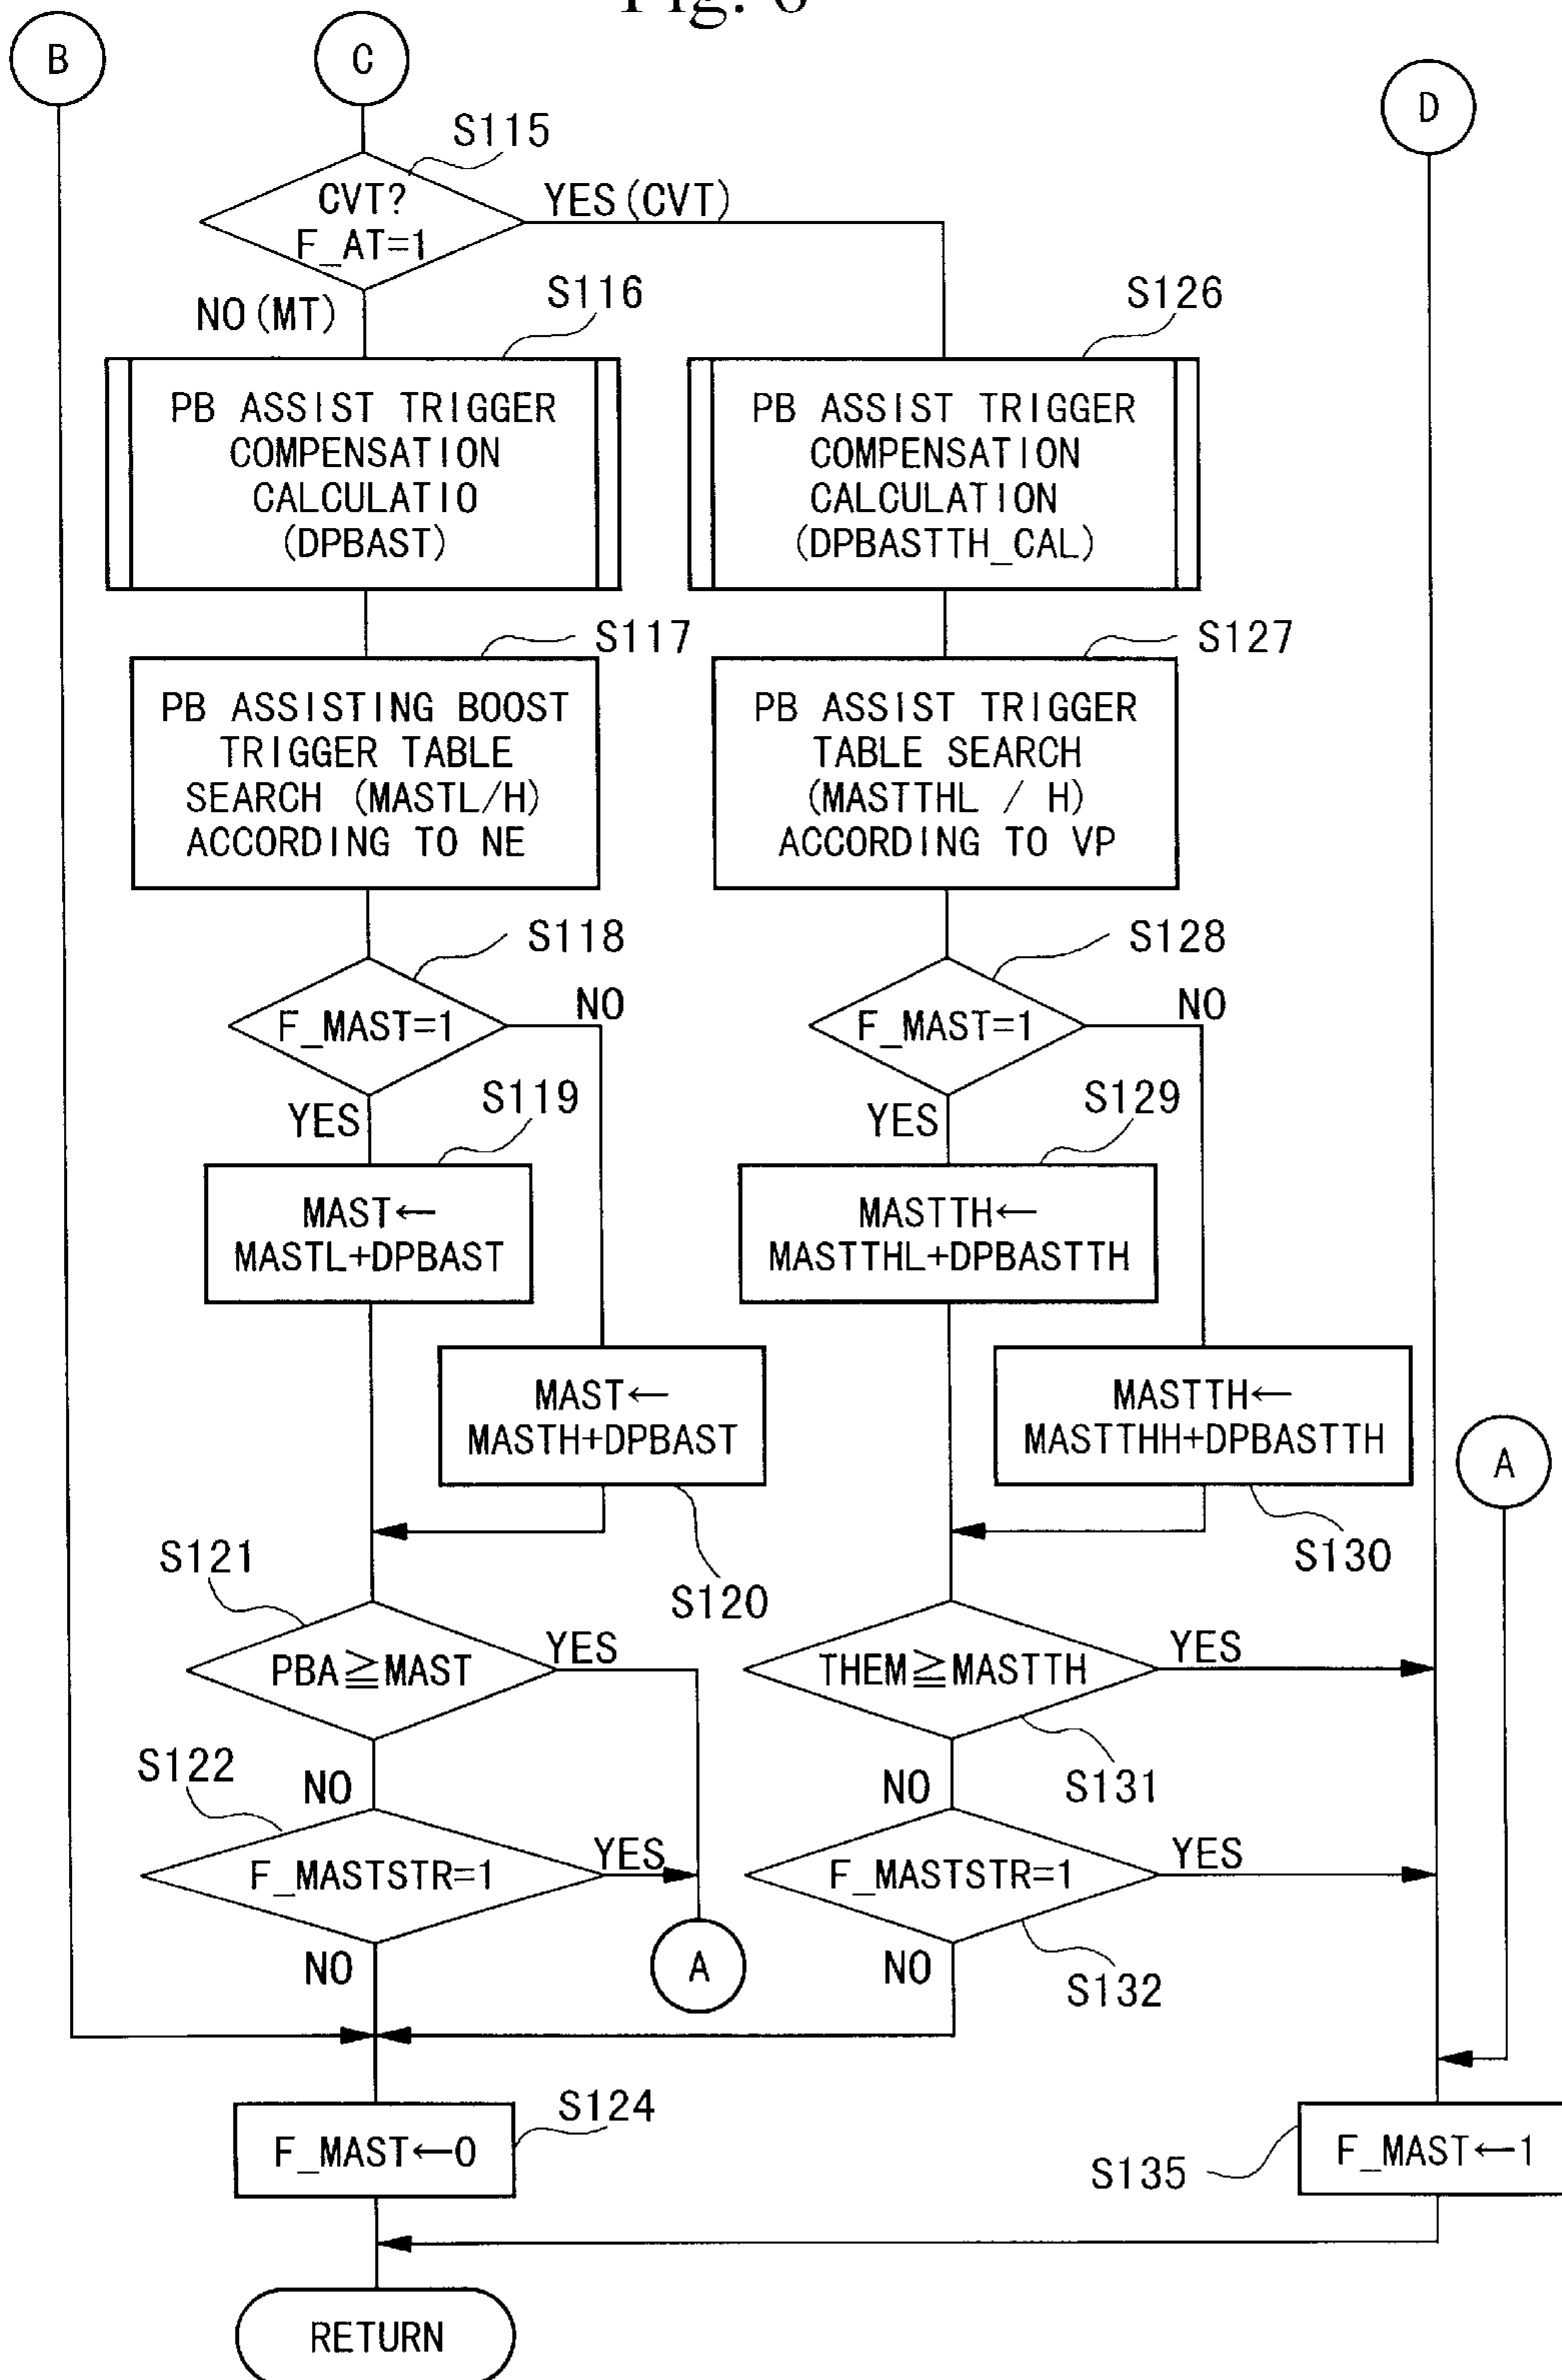 Fig. 6
B
C
D
S115
CVT?
F_AT=1
YES(CVT)
NO(MT)
S116
S126
PB ASSIST TRIGGER
COMPENSATION
CALCULATIO
(DPBAST)
PB ASSIST TRIGGER
COMPENSATION
CALCULATION
(DPBASTTH_CAL)
S117
S127
PB ASSISTING BOOST
TRIGGER TABLE
SEARCH (MASTL/H)
ACCORDING TO NE
PB ASSIST TRIGGER
TABLE SEARCH
(MASTTHL / H)
ACCORDING TO VP
S118
S128
F_MAST=1
NO
F_MAST=1
NO
YES
S119
YES
S129
MAST←
MASTL+DPBAST
MASTTH←
MASTTHL+DPBASTTH
MAST←
MASTH+DPBAST
MASTTH←
MASTTHH+DPBASTTH
A
S121
S120
S130
PBA≧MAST
YES
THEM≧MASTTH
YES
S122
NO
NO
S131
F_MASTSTR=1
YES
F_MASTSTR=1
YES
NO
A
NO
S132
S124
F_MAST←0
S135
F_MAST←1
RETURN